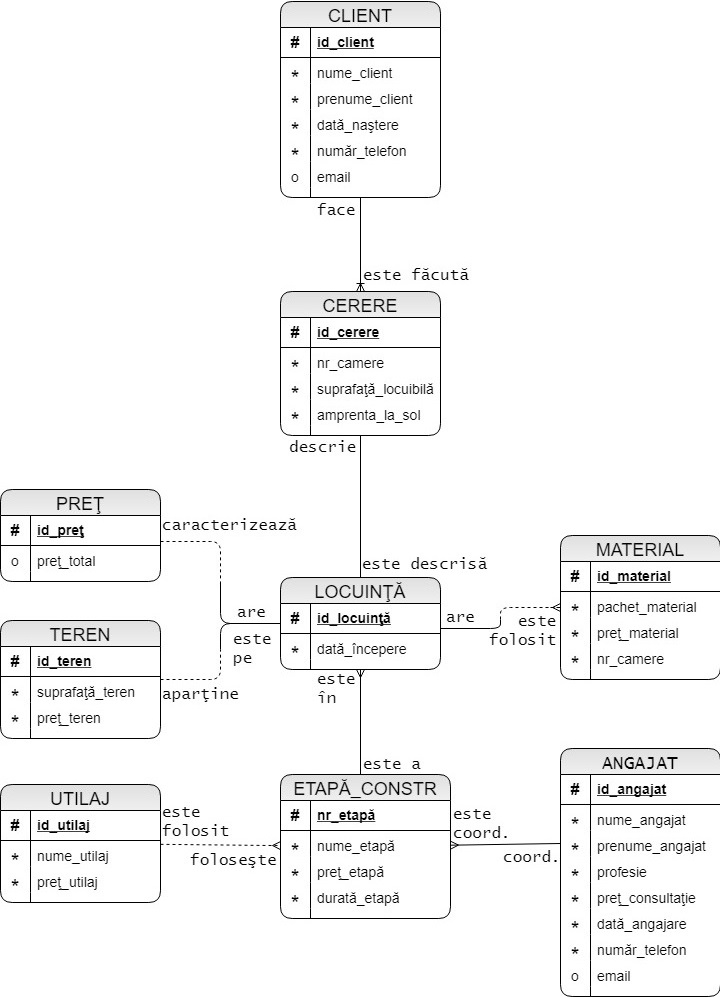 CLIENT
# id_client
* nume_client
* prenume_client
* dată_naştere
* număr_telefon
o email
face
este făcută
CERERE
# id_cerere
* nr_camere
* suprafaţă_locuibilă
* amprenta_la_sol
descrie
este descrisă
PREŢ
# id_preţ
o preţ_total
caracterizează
TEREN
# id_teren
* suprafaţă_teren
* preţ_teren
aparţine
are
este
pe
LOCUINŢĂ
# id_locuinţă
* dată_începere
are
este
folosit
MATERIAL
# id_material
* pachet_material
* preţ_material
* nr_camere
este
în
este a
UTILAJ
# id_utilaj
* nume_utilaj
* preţ_utilaj
este
folosit
foloseşte
ETAPĂ_CONSTR
# nr_etapă
* nume_etapă
* preţ_etapă
* durată_etapă
este
coord.
coord.
ANGAJAT
# id_angajat
* nume_angajat
* prenume_angajat
* profesie
* preţ_consultaţie
* dată_angajare
* număr_telefon
o email